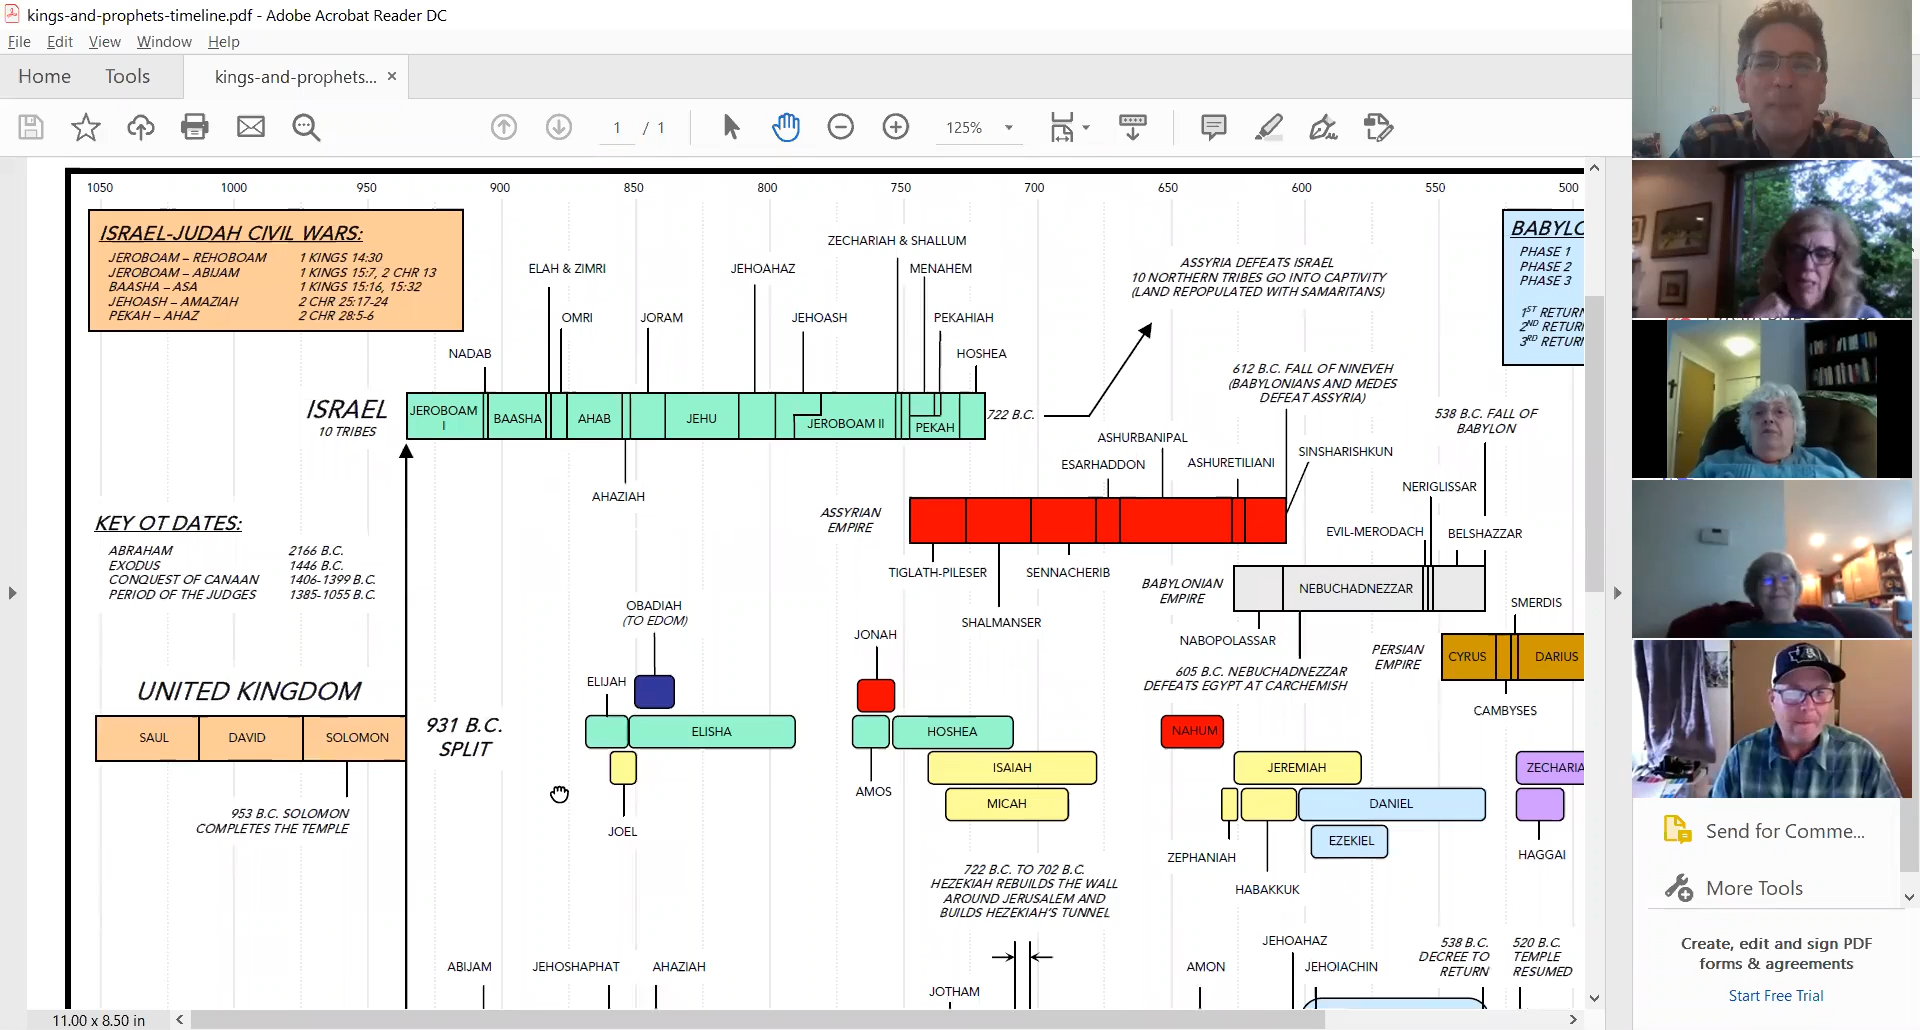 kings-and-prophets-timeline.pdf - Adobe Acrobat Reader DC
File Edit View Window Help
Home Tools kings-and-prophets... ×
1 / 1 125%
1050 1000 950 900 850 800 750 700 650 600 550 500
ISRAEL-JUDAH CIVIL WARS:
JEROBOAM – REHOBOAM 1 KINGS 14:30
JEROBOAM – ABIJAM 1 KINGS 15:7, 2 CHR 13
BAASHA – ASA 1 KINGS 15:16, 15:32
JEHOASH – AMAZIAH 2 CHR 25:17-24
PEKAH – AHAZ 2 CHR 28:5-6
ZECHARIAH & SHALLUM
ELAH & ZIMRI
JEHOAHAZ
MENAHEM
OMRI
JORAM
JEHOASH
PEKAHIAH
NADAB
HOSHEA
ISRAEL
10 TRIBES
JEROBOAM
I
BAASHA
AHAB
JEHU
JEROBOAM II
PEKAH
722 B.C.
AHAZIAH
ASSYRIA DEFEATS ISRAEL
10 NORTHERN TRIBES GO INTO CAPTIVITY
(LAND REPOPULATED WITH SAMARITANS)
BABYLO
PHASE 1
PHASE 2
PHASE 3
1ST RETURN
2ND RETUR
3RD RETUR
612 B.C. FALL OF NINEVEH
(BABYLONIANS AND MEDES
DEFEAT ASSYRIA)
538 B.C. FALL OF
BABYLON
ASHURBANIPAL
ESARHADDON
ASHURETILIANI
SINSHARISHKUN
NERIGLISSAR
EVIL-MERODACH
BELSHAZZAR
ASSYRIAN
EMPIRE
TIGLATH-PILESER
SENNACHERIB
SHALMANSER
BABYLONIAN
EMPIRE
NEBUCHADNEZZAR
NABOPOLASSAR
605 B.C. NEBUCHADNEZZAR
DEFEATS EGYPT AT CARCHEMISH
SMERDIS
PERSIAN
EMPIRE
CYRUS
DARIUS
CAMBYSES
KEY OT DATES:
ABRAHAM 2166 B.C.
EXODUS 1446 B.C.
CONQUEST OF CANAAN 1406-1399 B.C.
PERIOD OF THE JUDGES 1385-1055 B.C.
UNITED KINGDOM
SAUL DAVID SOLOMON
931 B.C.
SPLIT
953 B.C. SOLOMON
COMPLETES THE TEMPLE
OBADIAH
(TO EDOM)
ELIJAH
ELISHA
JOEL
JONAH
HOSHEA
AMOS
ISAIAH
MICAH
NAHUM
JEREMIAH
DANIEL
EZEKIEL
ZEPHANIAH
HABAKKUK
ZECHARIA
HAGGAI
722 B.C. TO 702 B.C.
HEZEKIAH REBUILDS THE WALL
AROUND JERUSALEM AND
BUILDS HEZEKIAH'S TUNNEL
ABIJAM
JEHOSHAPHAT
AHAZIAH
JOTHAM
AMON
JEHOAHAZ
JEHOIACHIN
538 B.C.
DECREE TO
RETURN
520 B.C.
TEMPLE
RESUMED
11.00 x 8.50 in
Send for Comme...
More Tools
Create, edit and sign PDF
forms & agreements
Start Free Trial